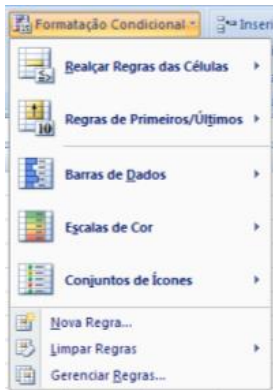 Formatação Condicional
Inseri
Realçar Regras das Células
Regras de Primeiros/Últimos
10
Barras de Dados
Escalas de Cor
Conjuntos de Ícones
Nova Regra...
Limpar Regras
Gerenciar Regras...